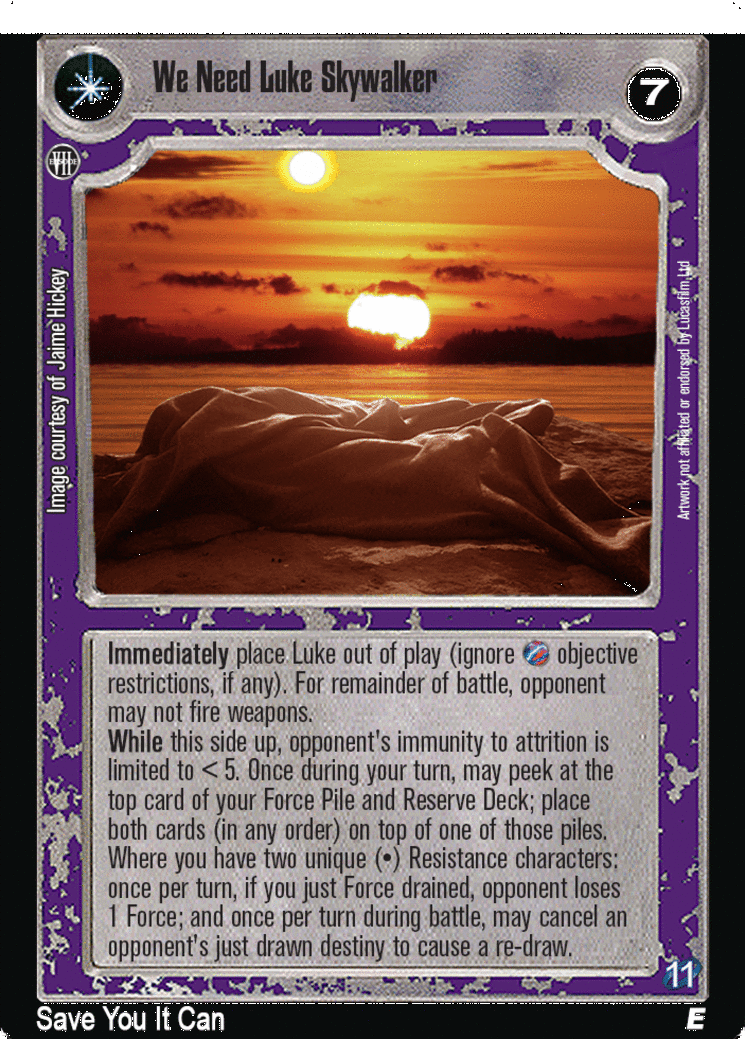 We Need Luke Skywalker
7
EPISODE
VII
Image courtesy of Jaime Hickey
Artwork not affiliated or endorsed by Lucasfilm Ltd
Immediately place Luke out of play (ignore objective
restrictions, if any). For remainder of battle, opponent
may not fire weapons.
While this side up, opponent's immunity to attrition is
limited to < 5. Once during your turn, may peek at the
top card of your Force Pile and Reserve Deck; place
both cards (in any order) on top of one of those piles.
Where you have two unique (•) Resistance characters:
once per turn, if you just Force drained, opponent loses
1 Force; and once per turn during battle, may cancel an
opponent's just drawn destiny to cause a re-draw.
11
Save You It Can
E